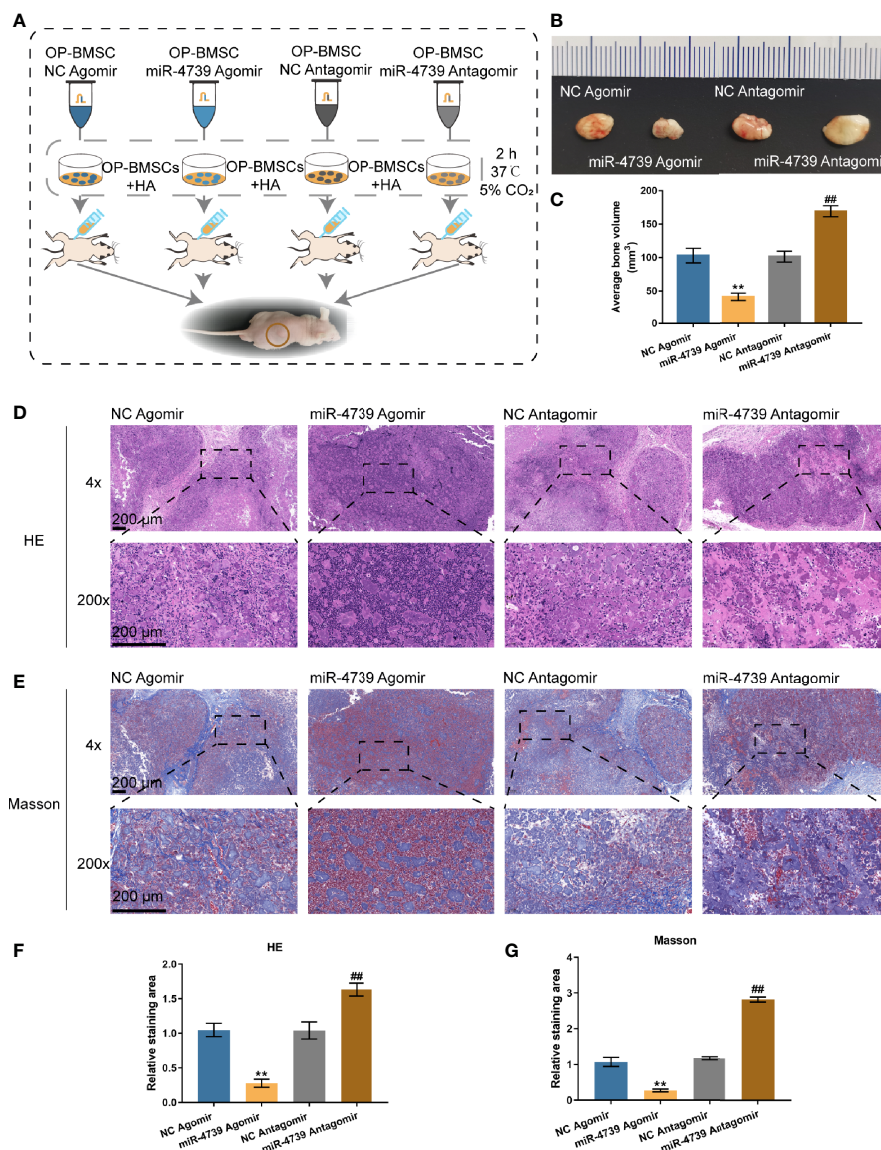 A
OP-BMSC
NC Agomir
OP-BMSC
miR-4739 Agomir
OP-BMSC
NC Antagomir
OP-BMSC
miR-4739 Antagomir
OP-BMSCs
+HA
OP-BMSCs
+HA
OP-BMSCs
+HA
2 h
37℃
5% CO₂
B
NC Agomir
NC Antagomir
miR-4739 Agomir
miR-4739 Antagomir
C
Average bone volume
(mm³)
200
150
100
50
0
**
##
NC Agomir
miR-4739 Agomir
NC Antagomir
miR-4739 Antagomir
D
NC Agomir
miR-4739 Agomir
NC Antagomir
miR-4739 Antagomir
HE
4x
200 μm
200x
200 μm
E
NC Agomir
miR-4739 Agomir
NC Antagomir
miR-4739 Antagomir
Masson
4x
200 μm
200x
200 μm
F
HE
Relative staining area
2.0
1.5
1.0
0.5
0.0
**
##
NC Agomir
miR-4739 Agomir
NC Antagomir
miR-4739 Antagomir
G
Masson
Relative staining area
4
3
2
1
0
**
##
NC Agomir
miR-4739 Agomir
NC Antagomir
miR-4739 Antagomir